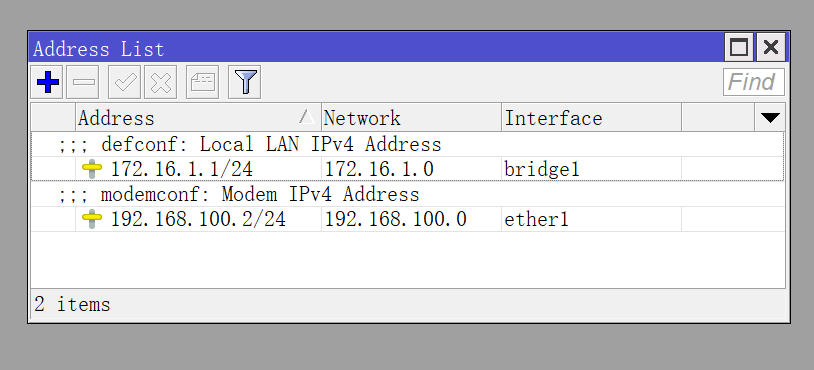 Address List
Find
Address Network Interface
;;; defconf: Local LAN IPv4 Address
172.16.1.1/24 172.16.1.0 bridge1
;;; modemconf: Modem IPv4 Address
192.168.100.2/24 192.168.100.0 ether1
2 items